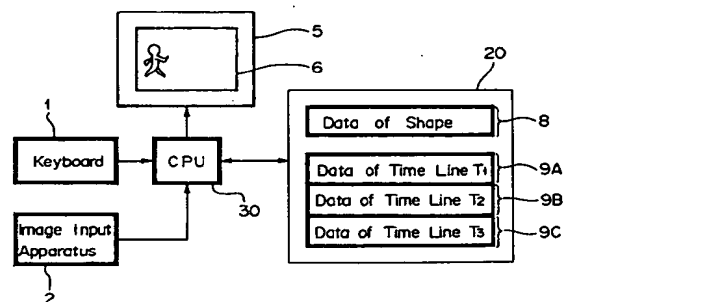 5
6
20
1
Data of Shape
8
Keyboard
CPU
Data of Time Line T1
9A
30
Data of Time Line T2
9B
Image Input
Apparatus
Data of Time Line T3
9C
2